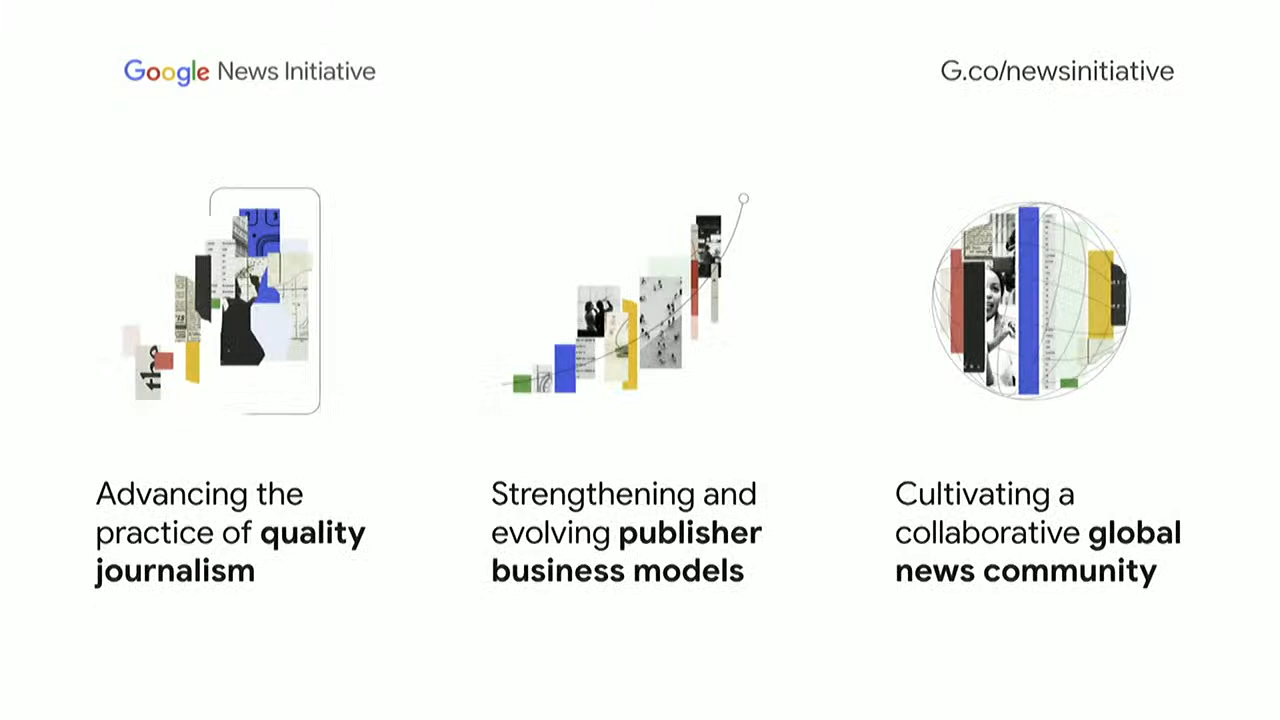 Google News Initiative
G.co/newsinitiative
the
Advancing the
practice of quality
journalism
Strengthening and
evolving publisher
business models
Cultivating a
collaborative global
news community